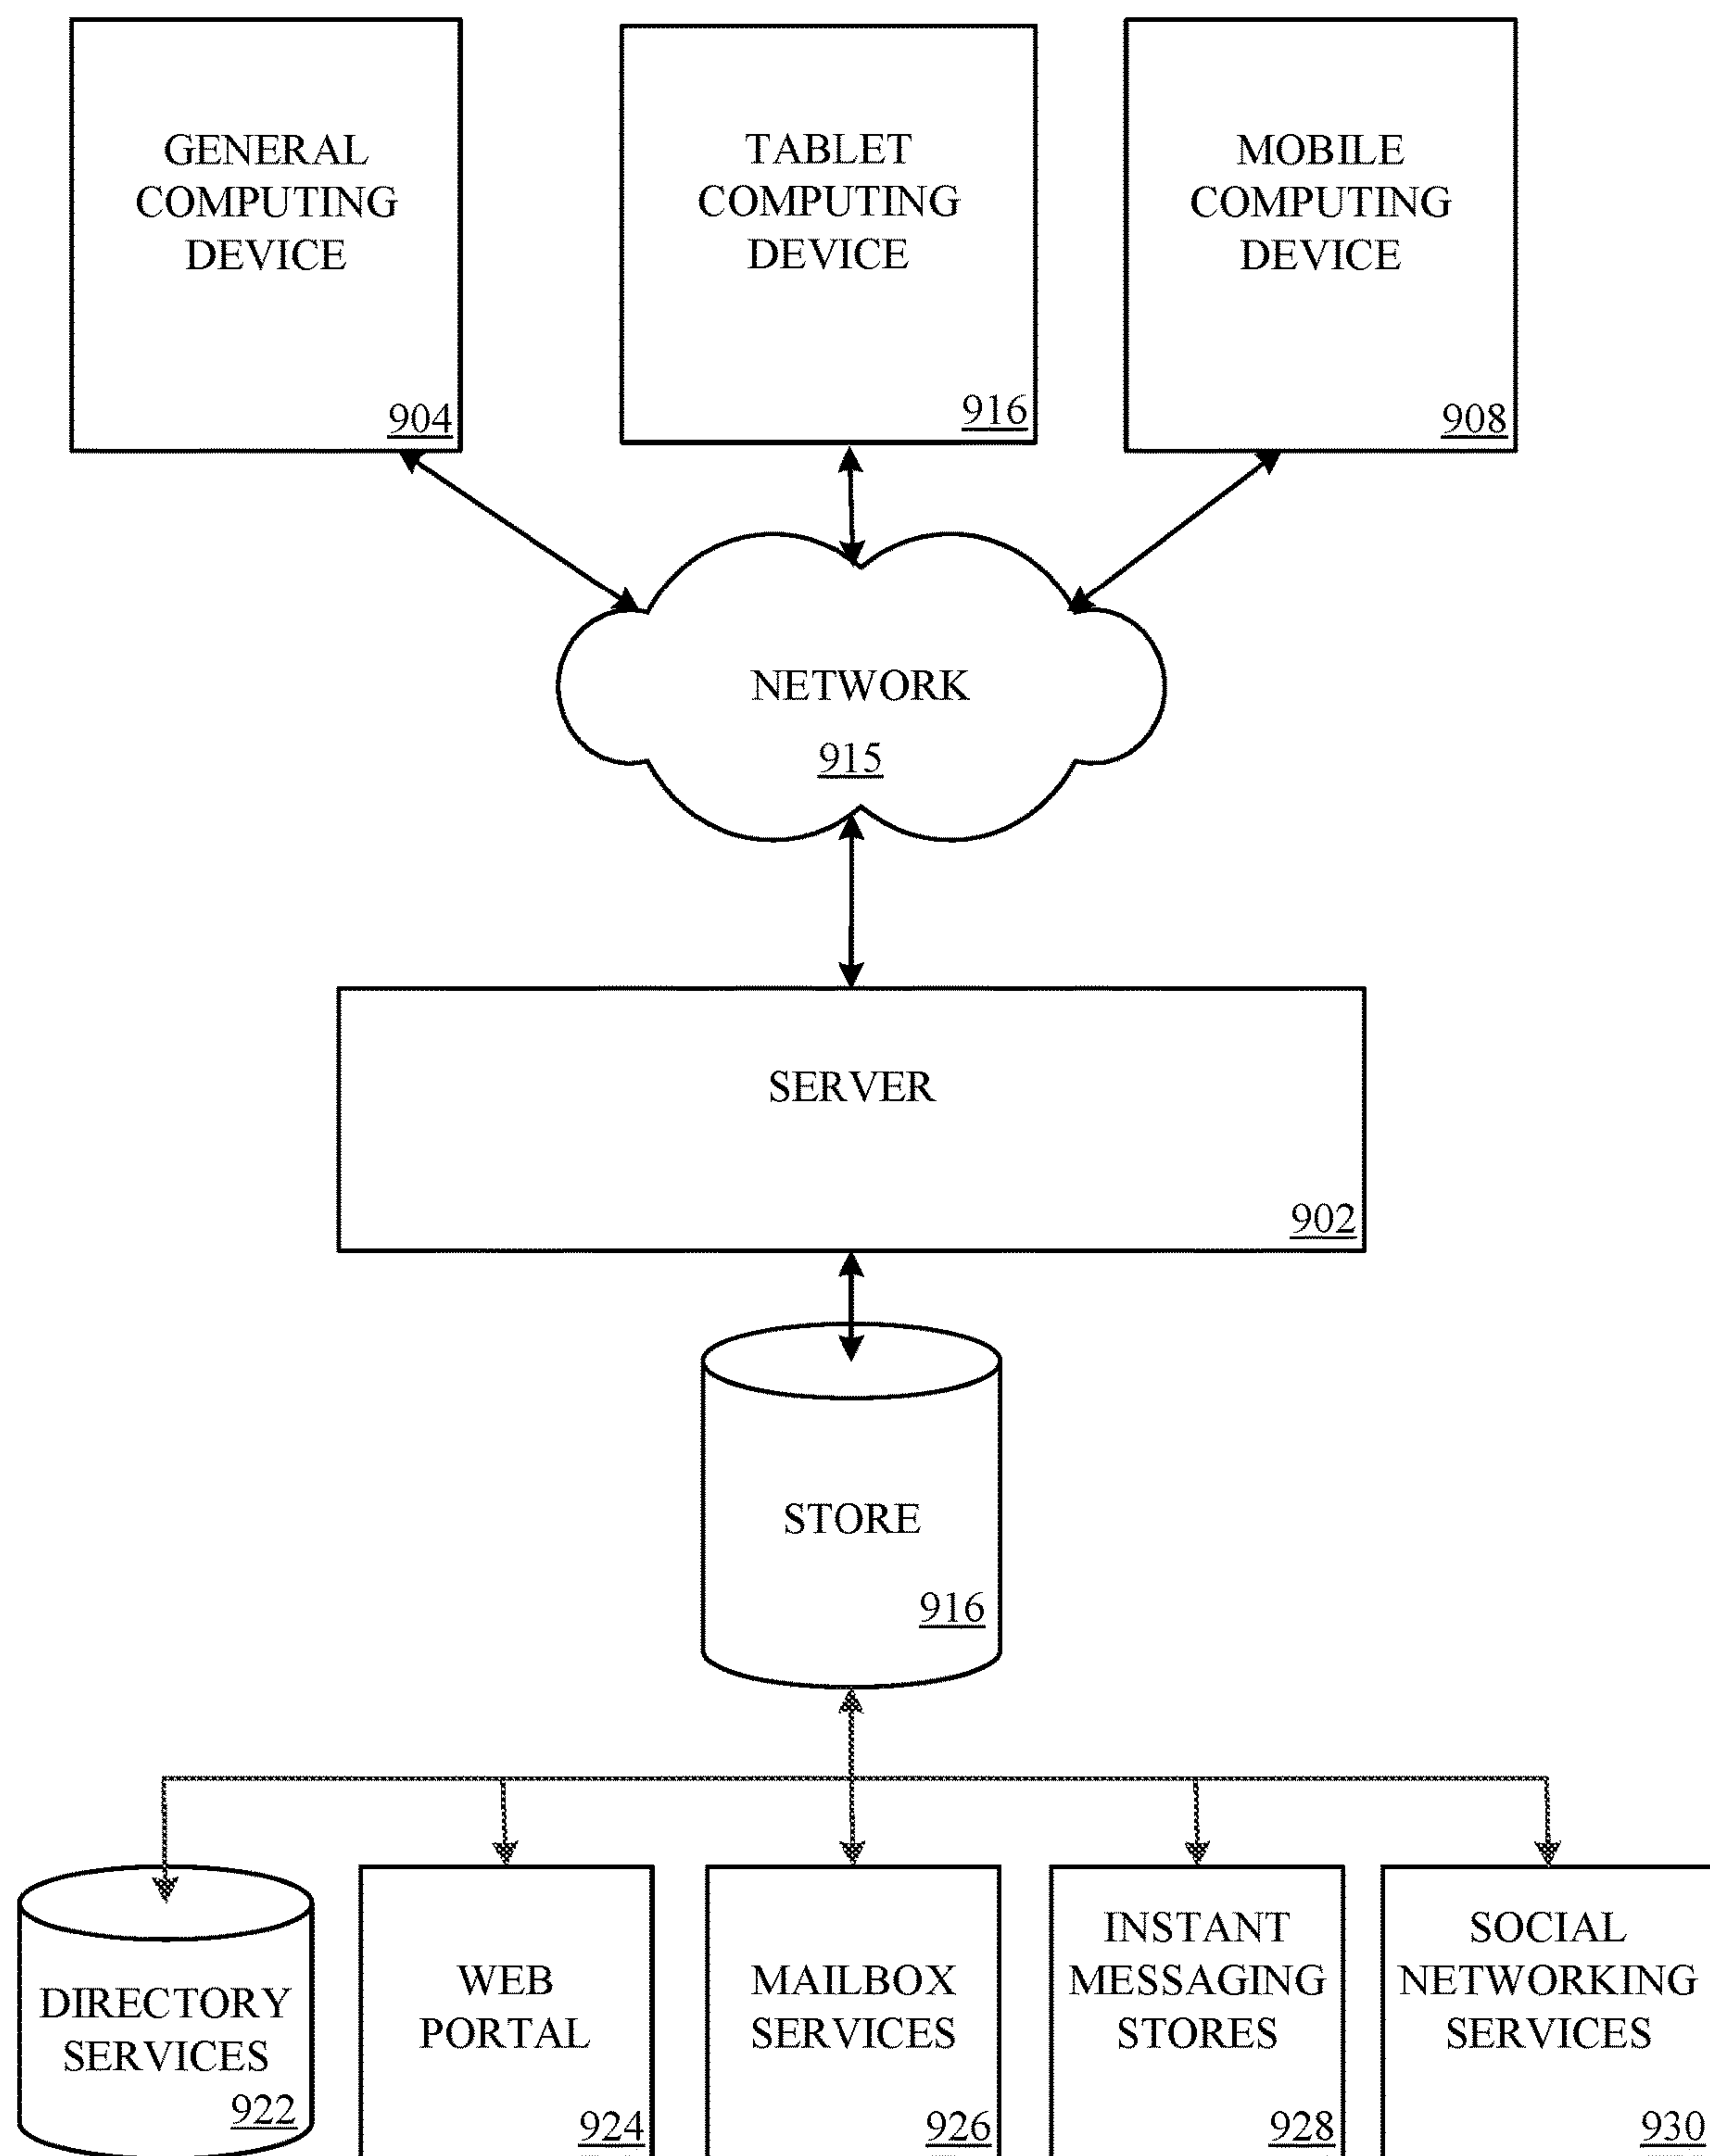 GENERAL
COMPUTING
DEVICE
904
TABLET
COMPUTING
DEVICE
916
MOBILE
COMPUTING
DEVICE
908
NETWORK
915
SERVER
902
STORE
916
DIRECTORY
SERVICES
922
WEB
PORTAL
924
MAILBOX
SERVICES
926
INSTANT
MESSAGING
STORES
928
SOCIAL
NETWORKING
SERVICES
930